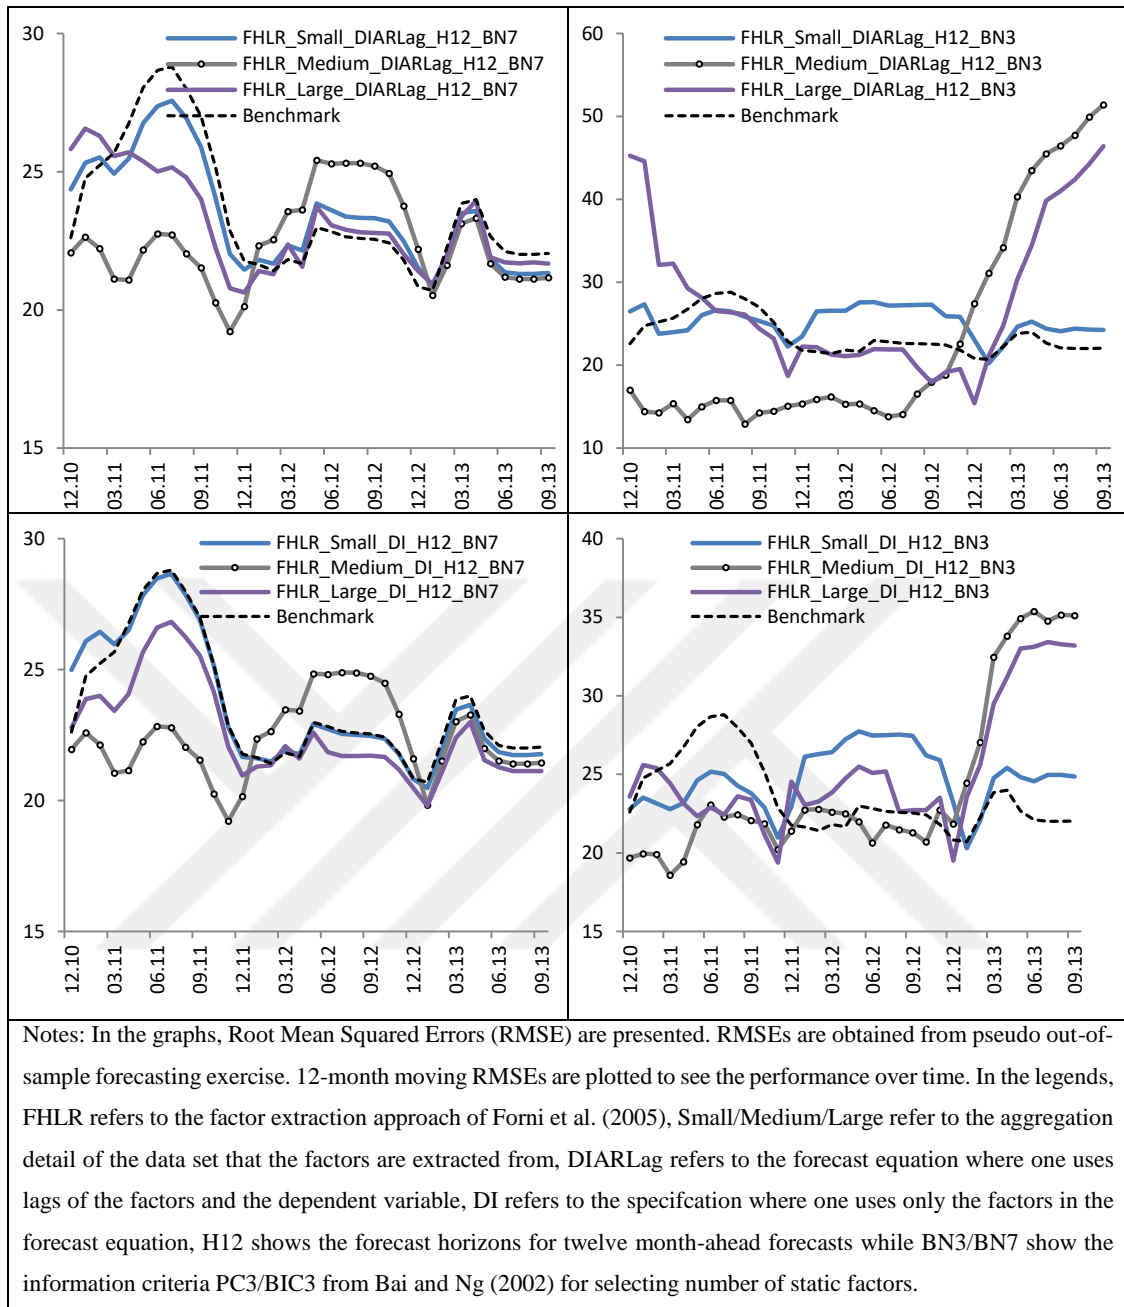 30
25
20
15
FHLR_Small_DIARLag_H12_BN7
FHLR_Medium_DIARLag_H12_BN7
FHLR_Large_DIARLag_H12_BN7
Benchmark
12.10
03.11
06.11
09.11
12.11
03.12
06.12
09.12
12.12
03.13
06.13
09.13
60
50
40
30
20
10
FHLR_Small_DIARLag_H12_BN3
FHLR_Medium_DIARLag_H12_BN3
FHLR_Large_DIARLag_H12_BN3
Benchmark
12.10
03.11
06.11
09.11
12.11
03.12
06.12
09.12
12.12
03.13
06.13
09.13
30
25
20
15
FHLR_Small_DI_H12_BN7
FHLR_Medium_DI_H12_BN7
FHLR_Large_DI_H12_BN7
Benchmark
12.10
03.11
06.11
09.11
12.11
03.12
06.12
09.12
12.12
03.13
06.13
09.13
40
35
30
25
20
15
FHLR_Small_DI_H12_BN3
FHLR_Medium_DI_H12_BN3
FHLR_Large_DI_H12_BN3
Benchmark
12.10
03.11
06.11
09.11
12.11
03.12
06.12
09.12
12.12
03.13
06.13
09.13
Notes: In the graphs, Root Mean Squared Errors (RMSE) are presented. RMSEs are obtained from pseudo out-of-
sample forecasting exercise. 12-month moving RMSEs are plotted to see the performance over time. In the legends,
FHLR refers to the factor extraction approach of Forni et al. (2005), Small/Medium/Large refer to the aggregation
detail of the data set that the factors are extracted from, DIARLag refers to the forecast equation where one uses
lags of the factors and the dependent variable, DI refers to the specifcation where one uses only the factors in the
forecast equation, H12 shows the forecast horizons for twelve month-ahead forecasts while BN3/BN7 show the
information criteria PC3/BIC3 from Bai and Ng (2002) for selecting number of static factors.